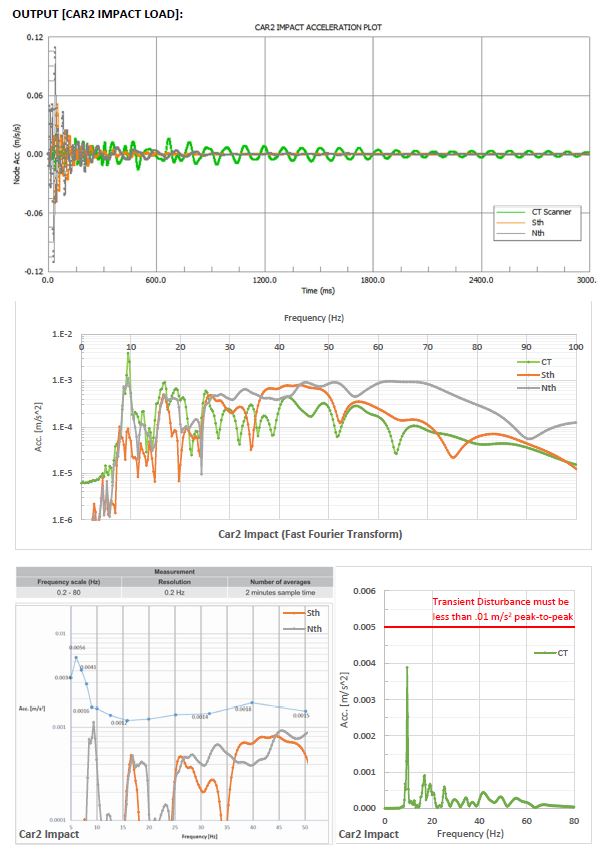 OUTPUT [CAR2 IMPACT LOAD]:
CAR2 IMPACT ACCELERATION PLOT
0.12
0.06
0.00
-0.06
-0.12
Node Acc (m/s/s)
CT Scanner
Sth
Nth
0.0 600.0 1200.0 1800.0 2400.0 3000.
Time (ms)
Frequency (Hz)
1.E-2
0 10 20 30 40 50 60 70 80 90 100
1.E-3
1.E-4
1.E-5
1.E-6
Acc. [m/s^2]
CT
Sth
Nth
Car2 Impact (Fast Fourier Transform)
Measurement
Frequency scale (Hz) Resolution Number of averages
0.2 - 80 0.2 Hz 2 minutes sample time
Sth
Nth
0.01
0.001
0.0001
Acc. [m/s²]
0.0056
0.0041
0.0016
0.0012
0.0014
0.0018
0.0015
5 10 15 20 25 30 35 40 45 50
Frequency [Hz]
Car2 Impact
0.006
0.005
0.004
0.003
0.002
0.001
0.000
Acc. [m/s^2]
Transient Disturbance must be
less than .01 m/s² peak-to-peak
CT
0 20 40 60 80
Car2 Impact
Frequency (Hz)